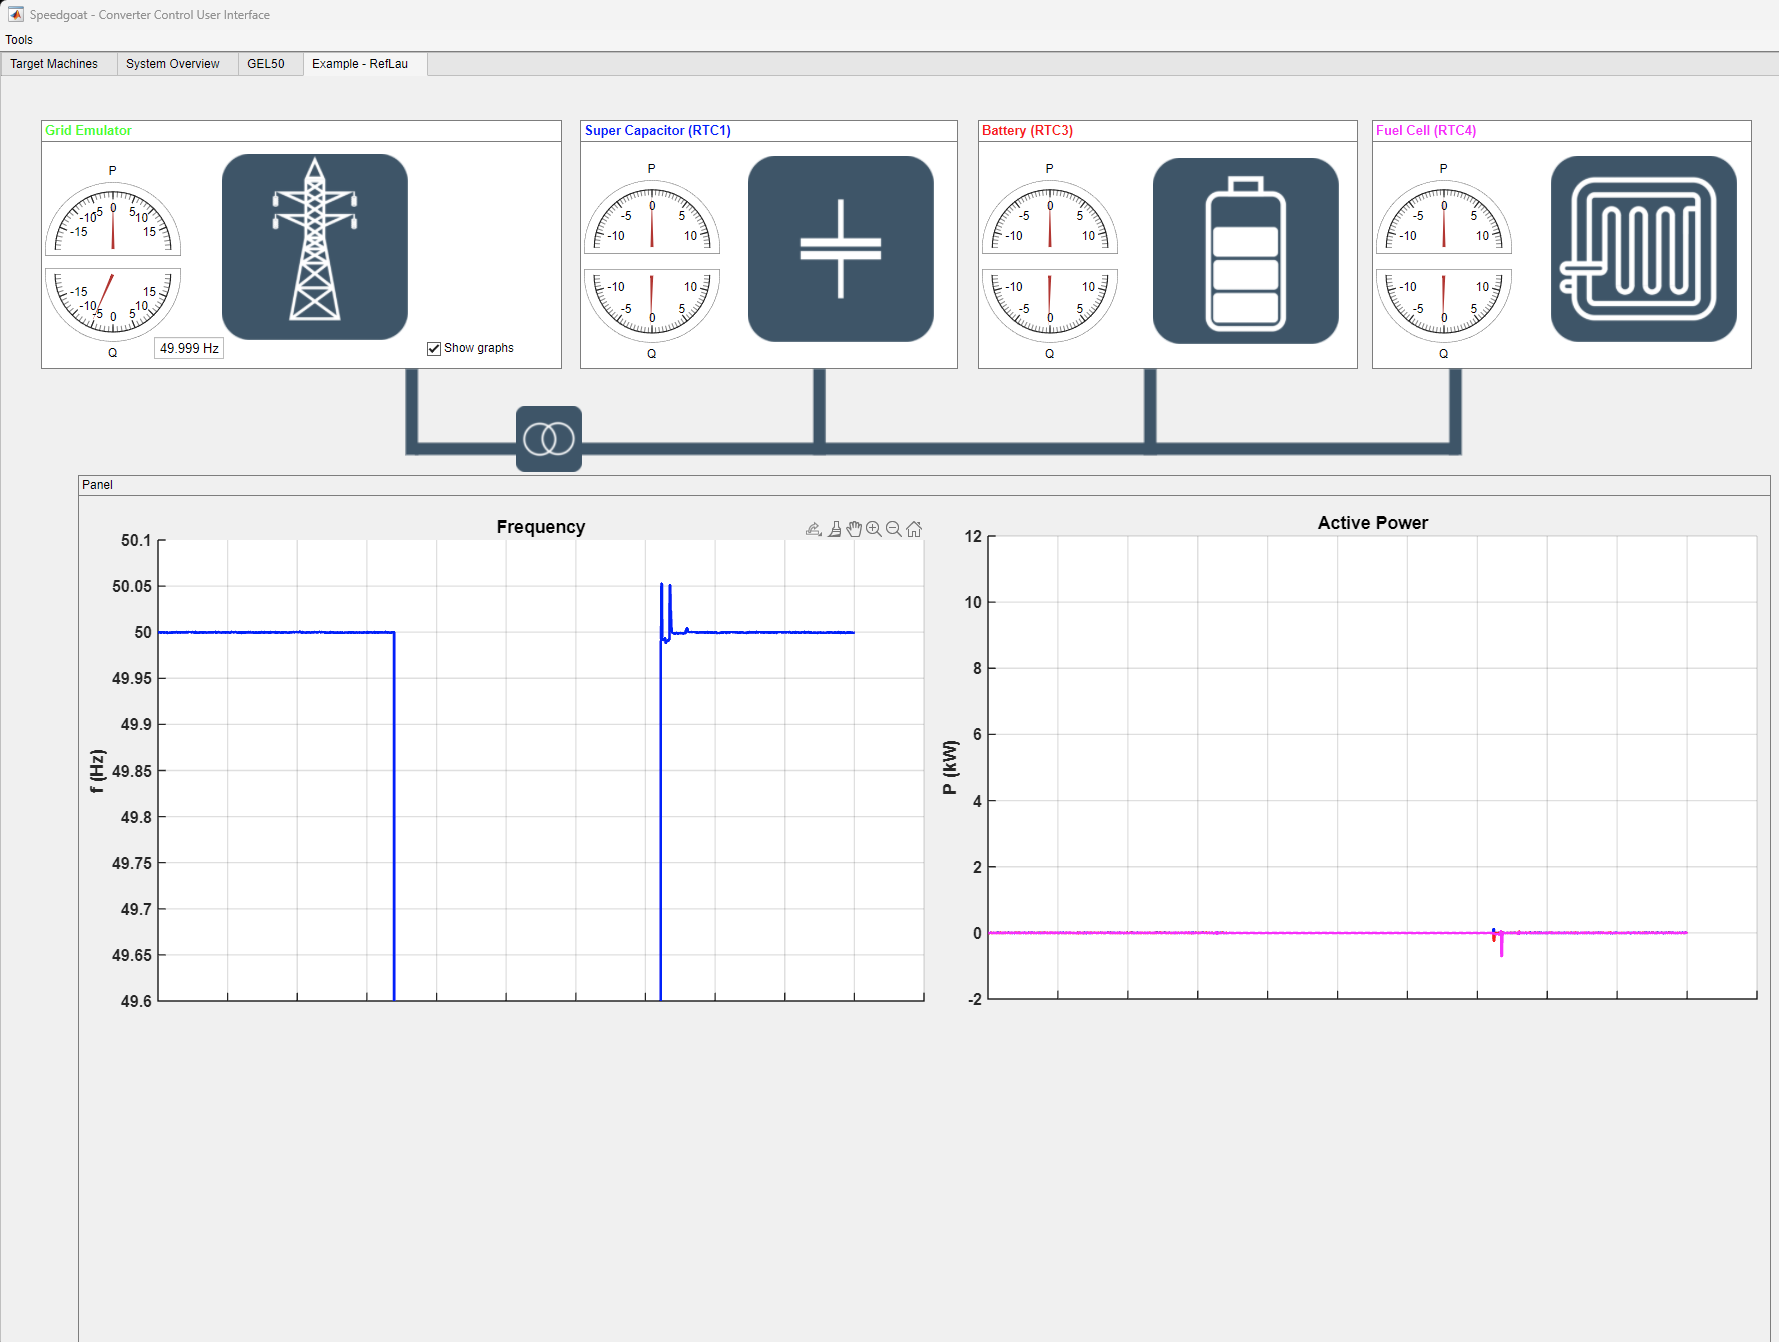 Speedgoat - Converter Control User Interface
Tools
Target Machines System Overview GEL50 Example - RefLau
Grid Emulator
P
-15 -10 -5 0 5 10 15
-15 -10 -5 0 5 10 15
Q
49.999 Hz
Show graphs
Super Capacitor (RTC1)
P
-10 -5 0 5 10
-10 -5 0 5 10
Q
Battery (RTC3)
P
-10 -5 0 5 10
-10 -5 0 5 10
Q
Fuel Cell (RTC4)
P
-10 -5 0 5 10
-10 -5 0 5 10
Q
Panel
Frequency
50.1
50.05
50
49.95
49.9
49.85
49.8
49.75
49.7
49.65
49.6
f (Hz)
Active Power
12
10
8
6
4
2
0
-2
P (kW)